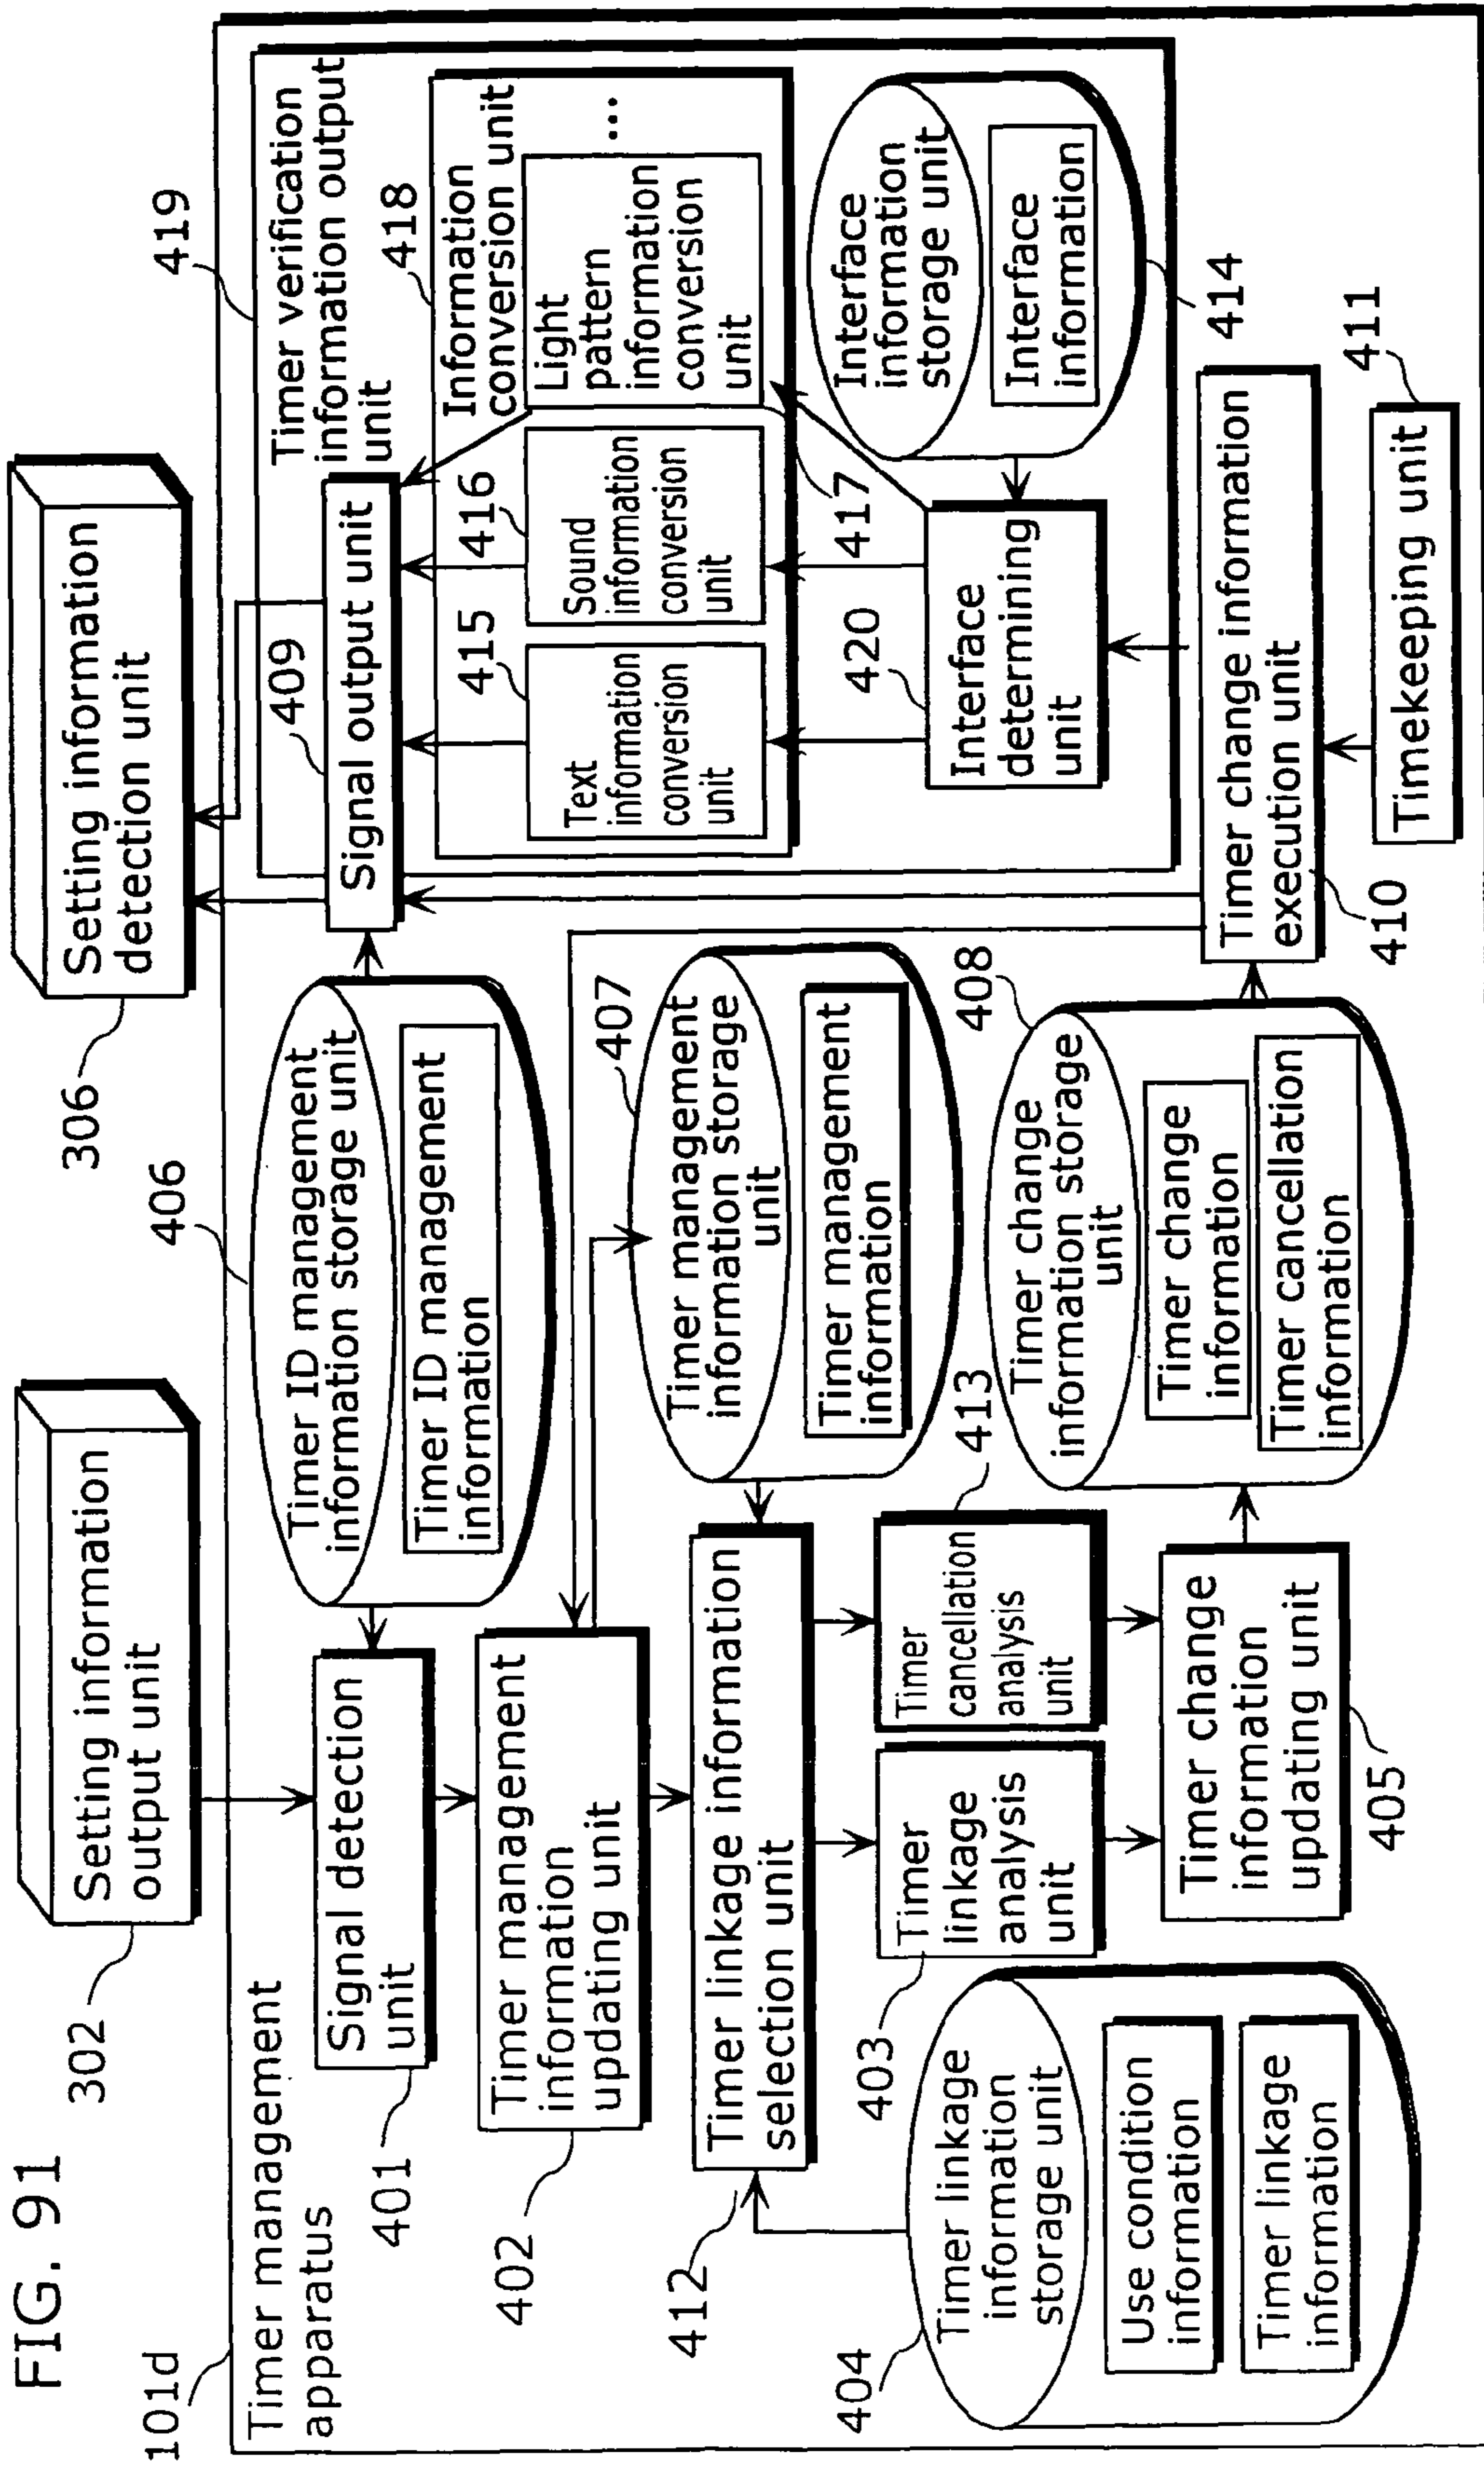 FIG. 91
302
Setting information
output unit
306
Setting information
detection unit
101d
Timer management
apparatus
401
Signal detection
unit
406
Timer ID management
information storage unit
Timer ID management
information
409
Signal output unit
419
Timer verification
information output
unit
402
Timer management
information
updating unit
407
Timer management
information storage
unit
Timer management
information
418
Information
conversion unit
415
Text
information
conversion
unit
416
Sound
information
conversion
unit
417
Light
pattern
information
conversion
unit
...
412
Timer linkage information
selection unit
403
Timer
linkage
analysis
unit
413
Timer
cancellation
analysis
unit
404
Timer linkage
information
storage unit
Use condition
information
Timer linkage
information
405
Timer change
information
updating unit
408
Timer change
information storage
unit
Timer change
information
Timer cancellation
information
420
Interface
determining
unit
Interface
information
storage unit
Interface
information
414
Timer change information
execution unit
410
411
Timekeeping unit